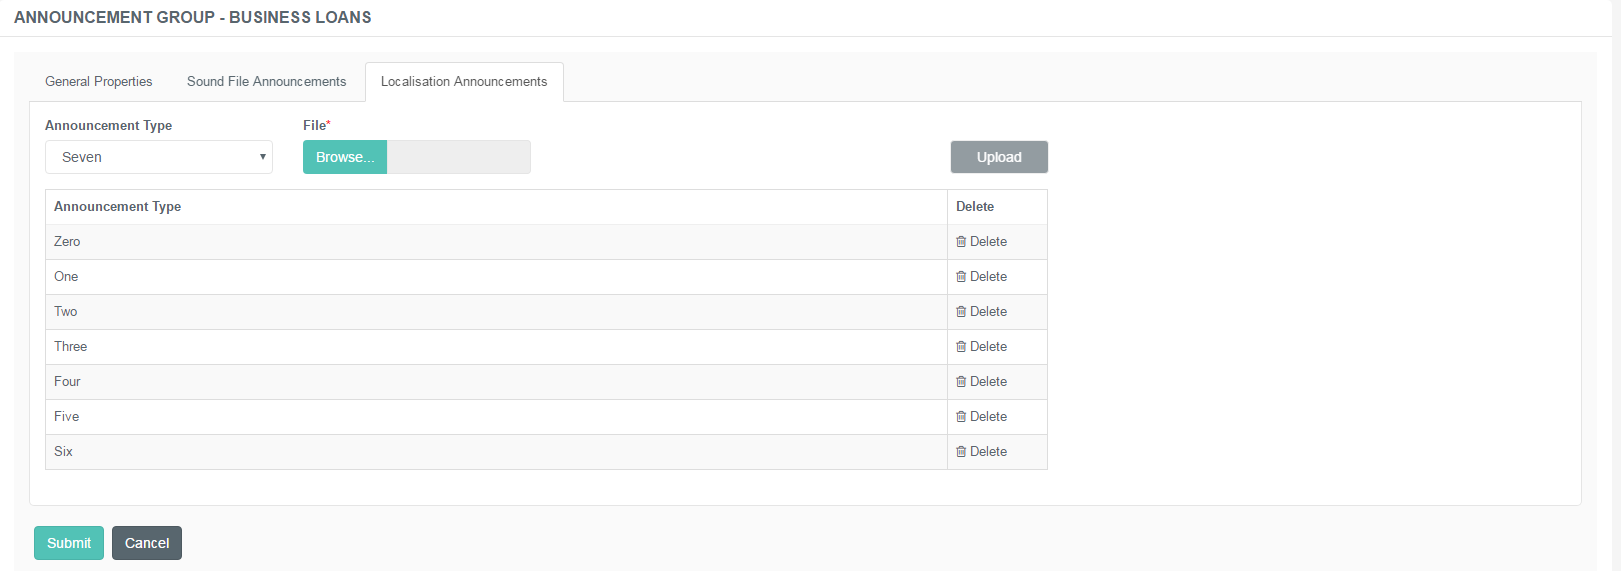 ANNOUNCEMENT GROUP - BUSINESS LOANS
General Properties Sound File Announcements Localisation Announcements
Announcement Type File*
Seven Browse... Upload
Announcement Type Delete
Zero Delete
One Delete
Two Delete
Three Delete
Four Delete
Five Delete
Six Delete
Submit Cancel